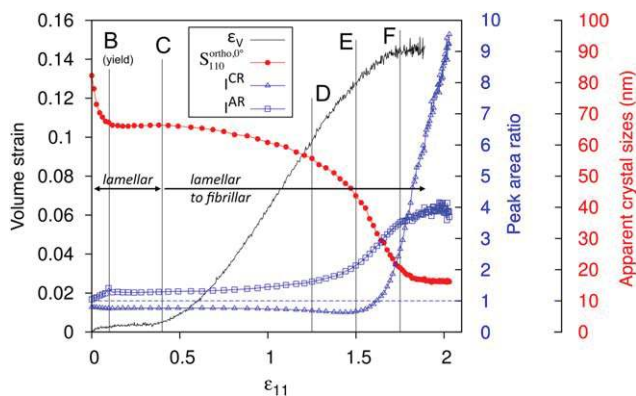 B
(yield)
C
D
E
F
ε_V
S_110^ortho,0°
I^CR
I^AR
lamellar
lamellar
to fibrillar
Volume strain
0.16
0.14
0.12
0.1
0.08
0.06
0.04
0.02
0
0
0.5
1
1.5
2
ε_11
10
9
8
7
6
5
4
3
2
1
0
Peak area ratio
100
90
80
70
60
50
40
30
20
10
0
Apparent crystal sizes (nm)